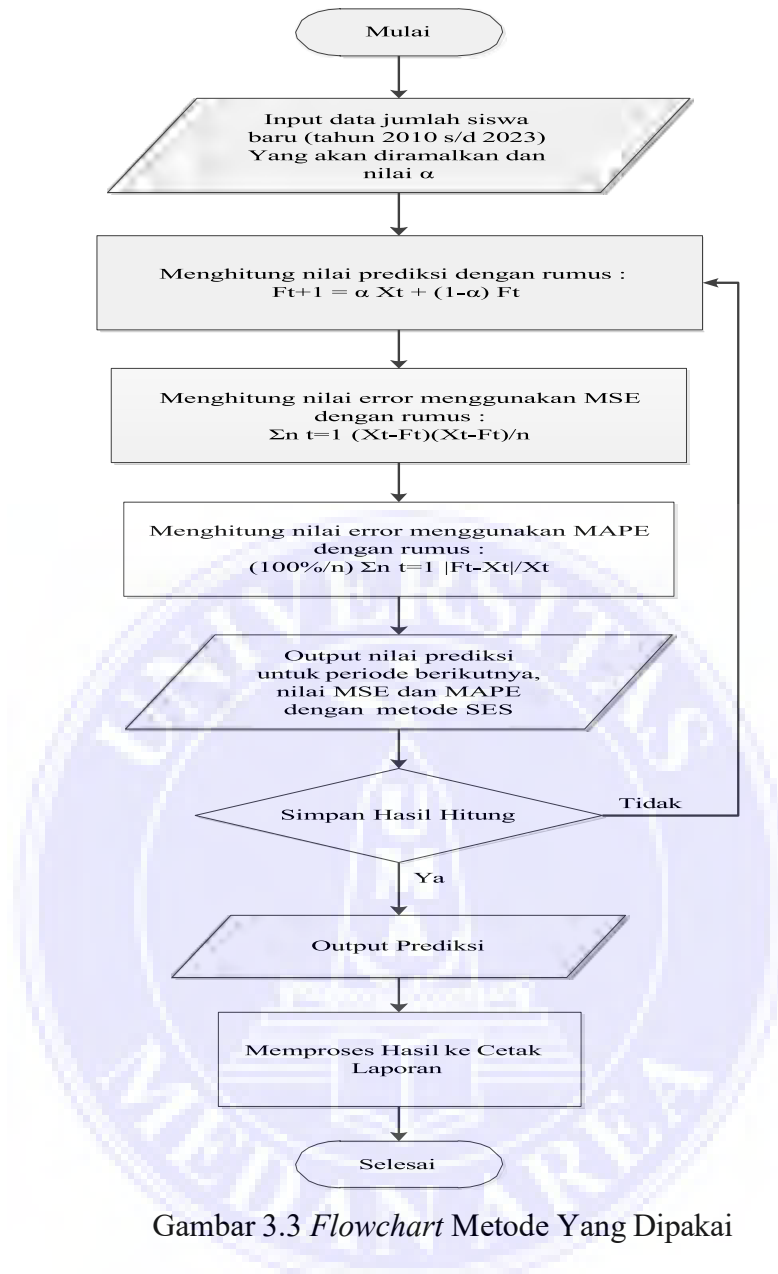 Mulai
Input data jumlah siswa
baru (tahun 2010 s/d 2023)
Yang akan diramalkan dan
nilai α
Menghitung nilai prediksi dengan rumus :
Ft+1 = α Xt + (1-α) Ft
Menghitung nilai error menggunakan MSE
dengan rumus :
Σn t=1 (Xt-Ft)(Xt-Ft)/n
Menghitung nilai error menggunakan MAPE
dengan rumus :
(100%/n) Σn t=1 |Ft-Xt|/Xt
Output nilai prediksi
untuk periode berikutnya,
nilai MSE dan MAPE
dengan metode SES
Simpan Hasil Hitung
Tidak
Ya
Output Prediksi
Memproses Hasil ke Cetak
Laporan
Selesai
UNIVERSITAS
MEDAN AREA
Gambar 3.3 Flowchart Metode Yang Dipakai